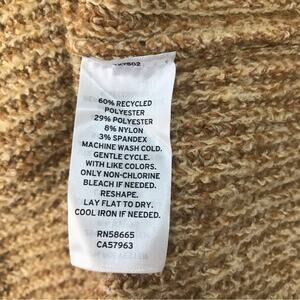 60% RECYCLED
POLYESTER
29% POLYESTER
8% NYLON
3% SPANDEX
MACHINE WASH COLD.
GENTLE CYCLE.
WITH LIKE COLORS.
ONLY NON-CHLORINE
BLEACH IF NEEDED.
RESHAPE.
LAY FLAT TO DRY.
COOL IRON IF NEEDED.
RN58665
CA57963